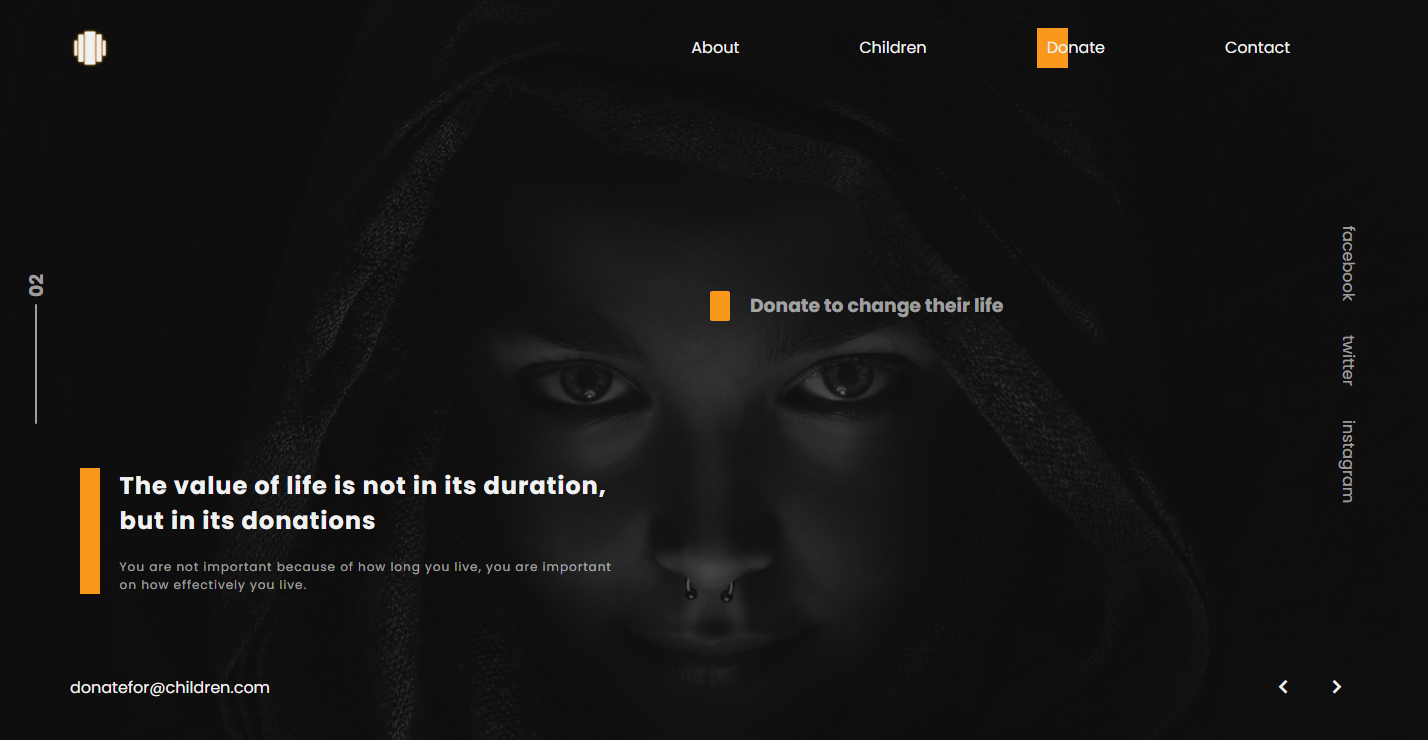 About
Children
Donate
Contact
02
Donate to change their life
facebook
twitter
instagram
The value of life is not in its duration,
but in its donations
You are not important because of how long you live, you are important
on how effectively you live.
donatefor@children.com